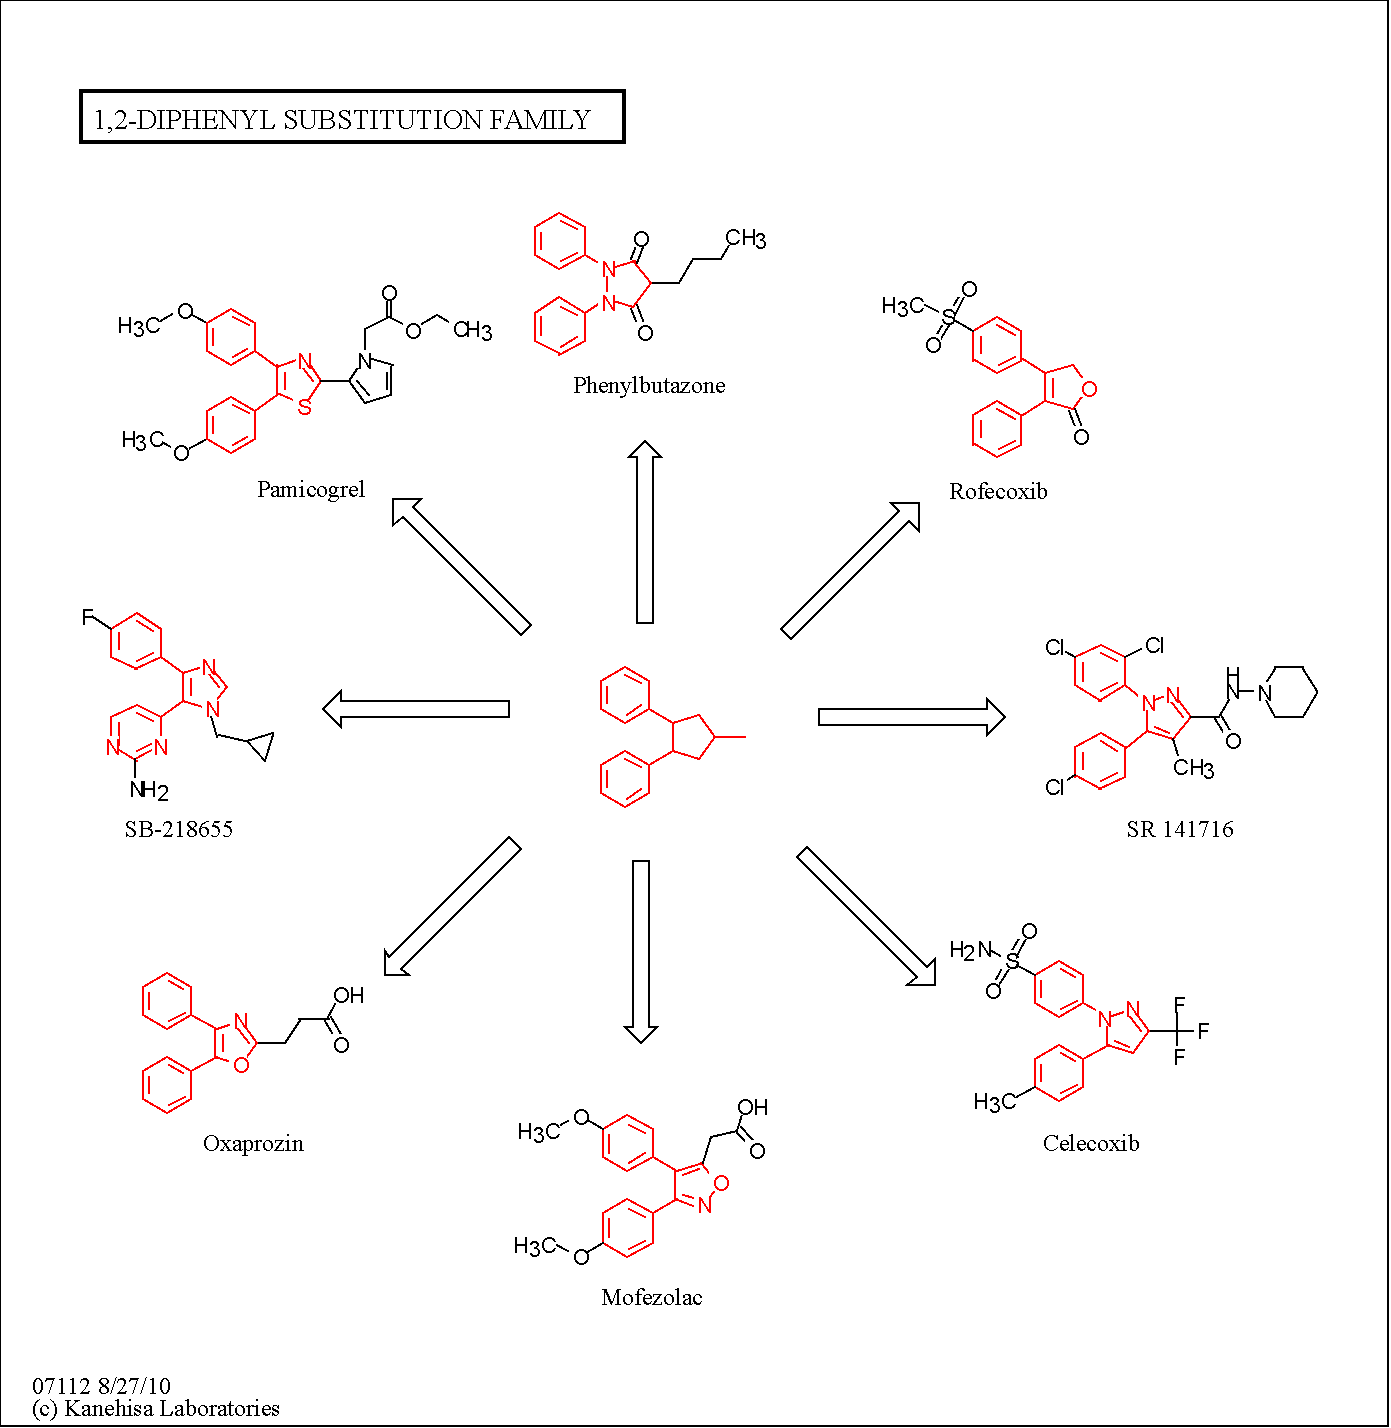 1,2-DIPHENYL SUBSTITUTION FAMILY
O
O
CH3
N
N
O
Phenylbutazone
H3C
O
O
N
S
O
O
CH3
H3C
O
Pamicogrel
H3C
S
O
O
O
O
Rofecoxib
F
N
N
N
N
NH2
SB-218655
Cl
Cl
Cl
N
N
H
N
N
O
CH3
SR 141716
N
O
OH
O
Oxaprozin
H2N
S
O
O
N
N
F
F
F
H3C
Celecoxib
H3C
O
OH
O
O
N
H3C
O
Mofezolac
07112 8/27/10
(c) Kanehisa Laboratories